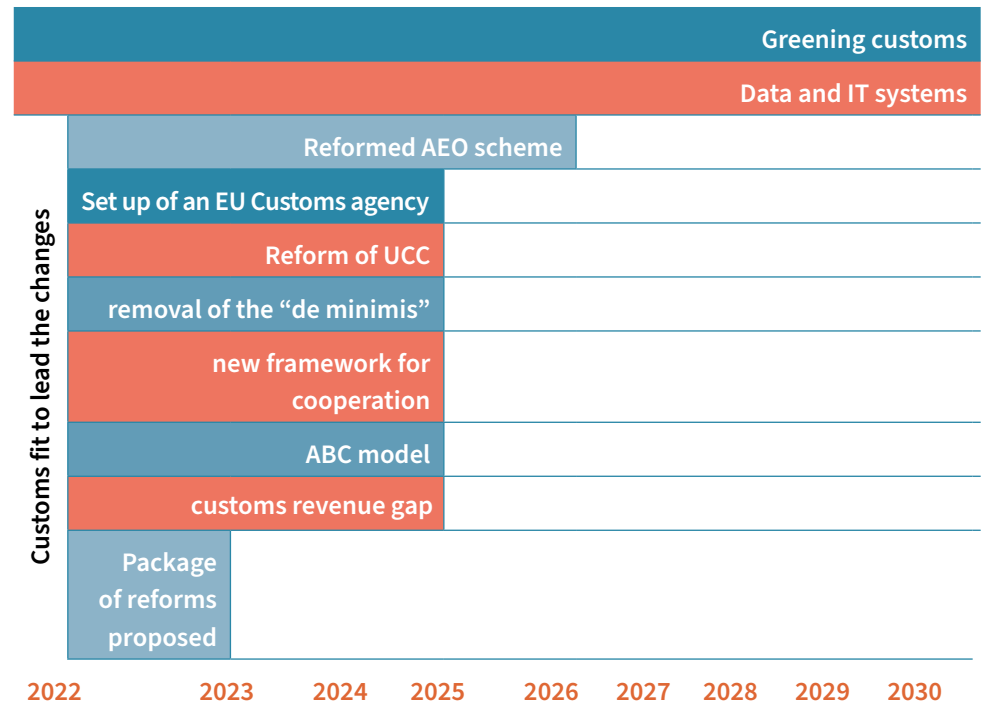 Greening customs
Data and IT systems
Reformed AEO scheme
Set up of an EU Customs agency
Reform of UCC
removal of the “de minimis”
new framework for
cooperation
ABC model
customs revenue gap
Package
of reforms
proposed
Customs fit to lead the changes
2022 2023 2024 2025 2026 2027 2028 2029 2030